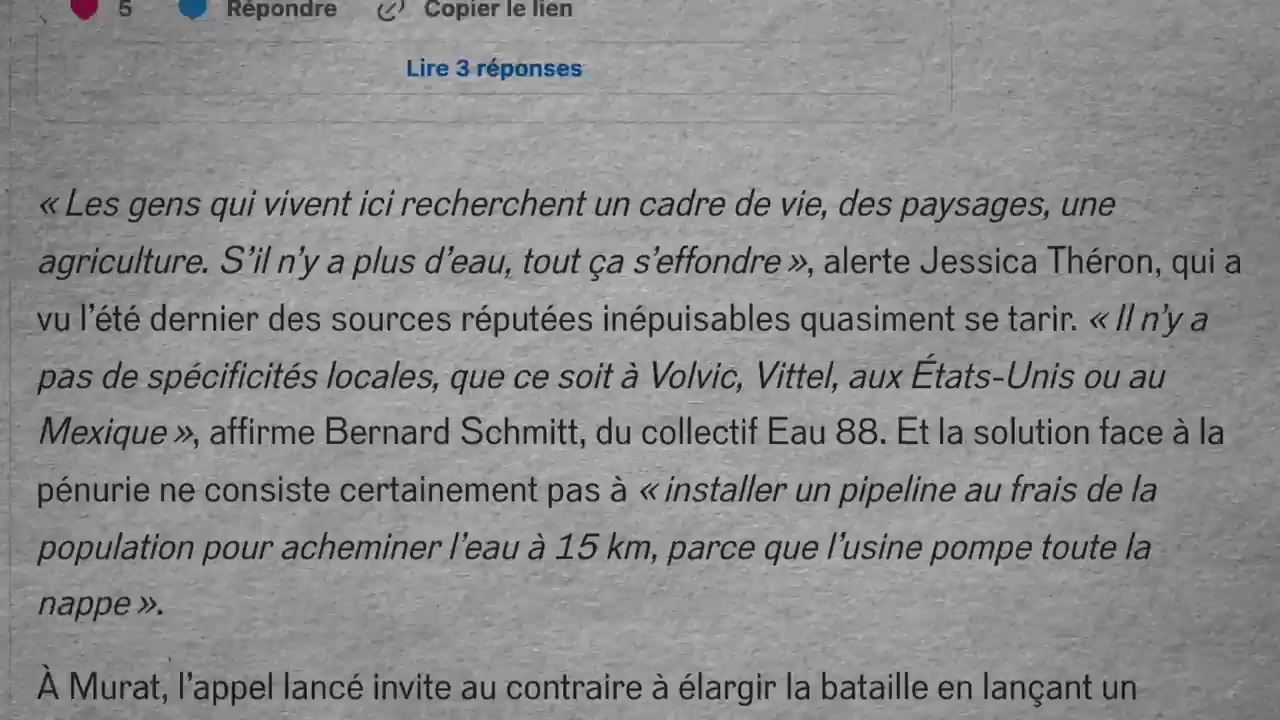 5 Répondre Copier le lien
Lire 3 réponses
« Les gens qui vivent ici recherchent un cadre de vie, des paysages, une
agriculture. S’il n’y a plus d’eau, tout ça s’effondre », alerte Jessica Théron, qui a
vu l’été dernier des sources réputées inépuisables quasiment se tarir. « Il n’y a
pas de spécificités locales, que ce soit à Volvic, Vittel, aux États-Unis ou au
Mexique », affirme Bernard Schmitt, du collectif Eau 88. Et la solution face à la
pénurie ne consiste certainement pas à « installer un pipeline au frais de la
population pour acheminer l’eau à 15 km, parce que l’usine pompe toute la
nappe ».
À Murat, l’appel lancé invite au contraire à élargir la bataille en lançant un